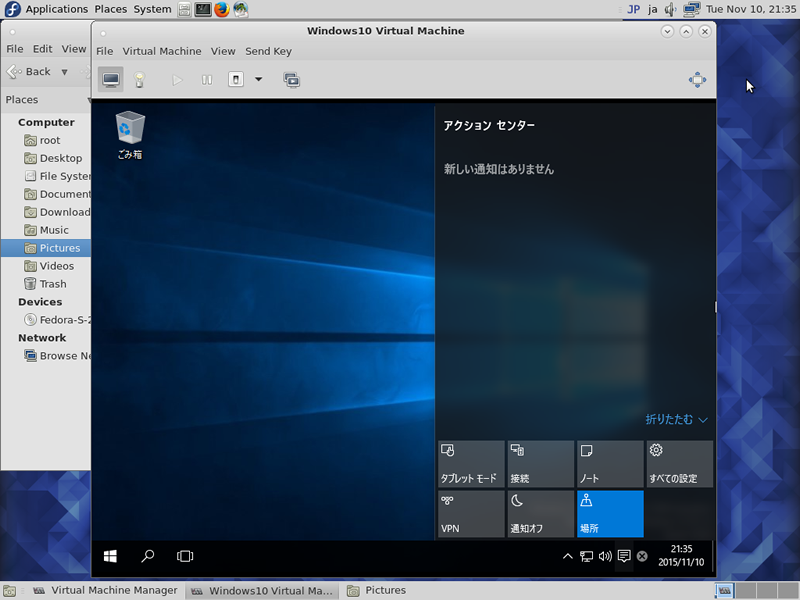 Applications Places System
JP ja Tue Nov 10, 21:35
Windows10 Virtual Machine
File Edit View
File Virtual Machine View Send Key
Back
Places
Computer
root
Desktop
File Syste
Document
Download
Music
Pictures
Videos
Trash
Devices
Fedora-S-2
Network
Browse Ne
ごみ箱
アクション センター
新しい通知はありません
折りたたむ
タブレット モード
接続
ノート
すべての設定
VPN
通知オフ
場所
21:35
2015/11/10
Virtual Machine Manager
Windows10 Virtual Ma...
Pictures